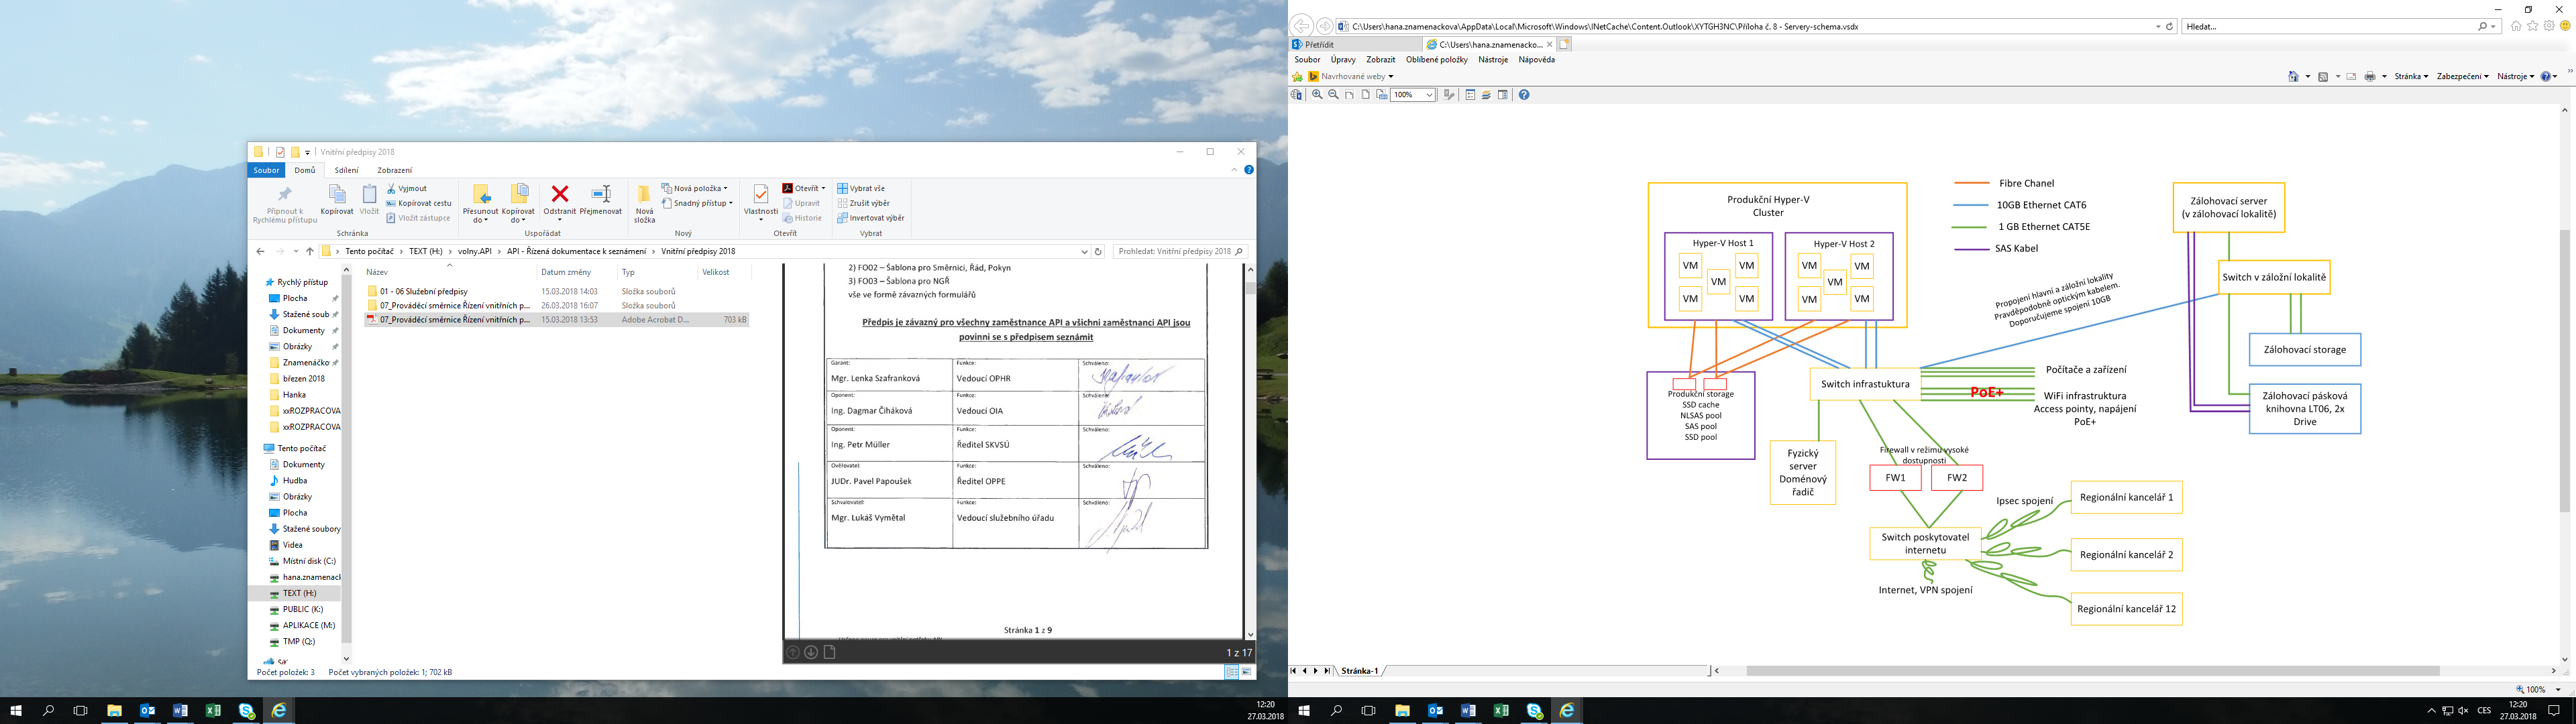 Vnitřní předpisy 2018
Soubor
Domů
Sdílení
Zobrazení
Připnout k
Rychlému přístupu
Kopírovat
Vložit
Vyjmout
Kopírovat cestu
Vložit zástupce
Schránka
Přesunout
do
Kopírovat
do
Odstranit
Přejmenovat
Uspořádat
Nová
složka
Nová položka
Snadný přístup
Nový
Vlastnosti
Otevřít
Upravit
Historie
Otevřít
Vybrat vše
Zrušit výběr
Invertovat výběr
Vybrat
Tento počítač
TEXT (H:)
volny.API
API - Řízená dokumentace k seznámení
Vnitřní předpisy 2018
Prohledat: Vnitřní předpisy 2018
Název
Datum změny
Typ
Velikost
01 - 06 Služební předpisy 15.03.2018 14:03 Složka souborů
07_Prováděcí směrnice Řízení vnitřních p... 26.03.2018 16:07 Složka souborů
07_Prováděcí směrnice Řízení vnitřních p... 15.03.2018 13:53 Adobe Acrobat D... 703 kB
Rychlý přístup
Plocha
Stažené soub
Dokumenty
Obrázky
Znamenáčko
březen 2018
Hanka
xxROZPRACOVA
xxROZPRACOVA
Tento počítač
Dokumenty
Hudba
Obrázky
Plocha
Stažené soubory
Videa
Místní disk (C:)
hana.znamenack
TEXT (H:)
PUBLIC (K:)
APLIKACE (M:)
TMP (Q:)
Počet položek: 3
Počet vybraných položek: 1; 702 kB
2) FO02 – Šablona pro Směrnici, Řád, Pokyn
3) FO03 – Šablona pro NGŘ
vše ve formě závazných formulářů
Předpis je závazný pro všechny zaměstnance API a všichni zaměstnanci API jsou
povinni se s předpisem seznámit
Garant: Funkce: Schváleno:
Mgr. Lenka Szafranková Vedoucí OPHR
Oponent: Funkce: Schváleno:
Ing. Dagmar Čiháková Vedoucí OIA
Oponent: Funkce: Schváleno:
Ing. Petr Müller Ředitel SKVSÚ
Ověřovatel: Funkce: Schváleno:
JUDr. Pavel Papoušek Ředitel OPPE
Schvalovatel: Funkce: Schváleno:
Mgr. Lukáš Vymětal Vedoucí služebního úřadu
Stránka 1 z 9
1 z 17
12:20
27.03.2018
C:\Users\hana.znamenackova\AppData\Local\Microsoft\Windows\INetCache\Content.Outlook\XYTGH3NC\Příloha č. 8 - Servery-schema.vsdx
Hledat...
Přetřídit
C:\Users\hana.znamenacko...
Soubor
Úpravy
Zobrazit
Oblíbené položky
Nástroje
Nápověda
Navrhované weby
Stránka
Zabezpečení
Nástroje
100%
Produkční Hyper-V
Cluster
Hyper-V Host 1
VM
VM
VM
VM
VM
Hyper-V Host 2
VM
VM
VM
VM
VM
Fibre Chanel
10GB Ethernet CAT6
1 GB Ethernet CAT5E
SAS Kabel
Zálohovací server
(v zálohovací lokalitě)
Switch v záložní lokalitě
Propojení hlavní a záložní lokality
Pravděpodobně optickým kabelem.
Doporučujeme spojení 10GB
Zálohovací storage
Zálohovací pásková
knihovna LT06, 2x
Drive
Produkční storage
SSD cache
NLSAS pool
SAS pool
SSD pool
Switch infrastuktura
PoE+
Počítače a zařízení
WiFi infrastruktura
Access pointy, napájení
PoE+
Fyzický
server
Doménový
řadič
Firewall v režimu vysoké
dostupnosti
FW1
FW2
Ipsec spojení
Switch poskytovatel
internetu
Internet, VPN spojení
Regionální kancelář 1
Regionální kancelář 2
Regionální kancelář 12
Stránka-1
100%
CES
12:20
27.03.2018